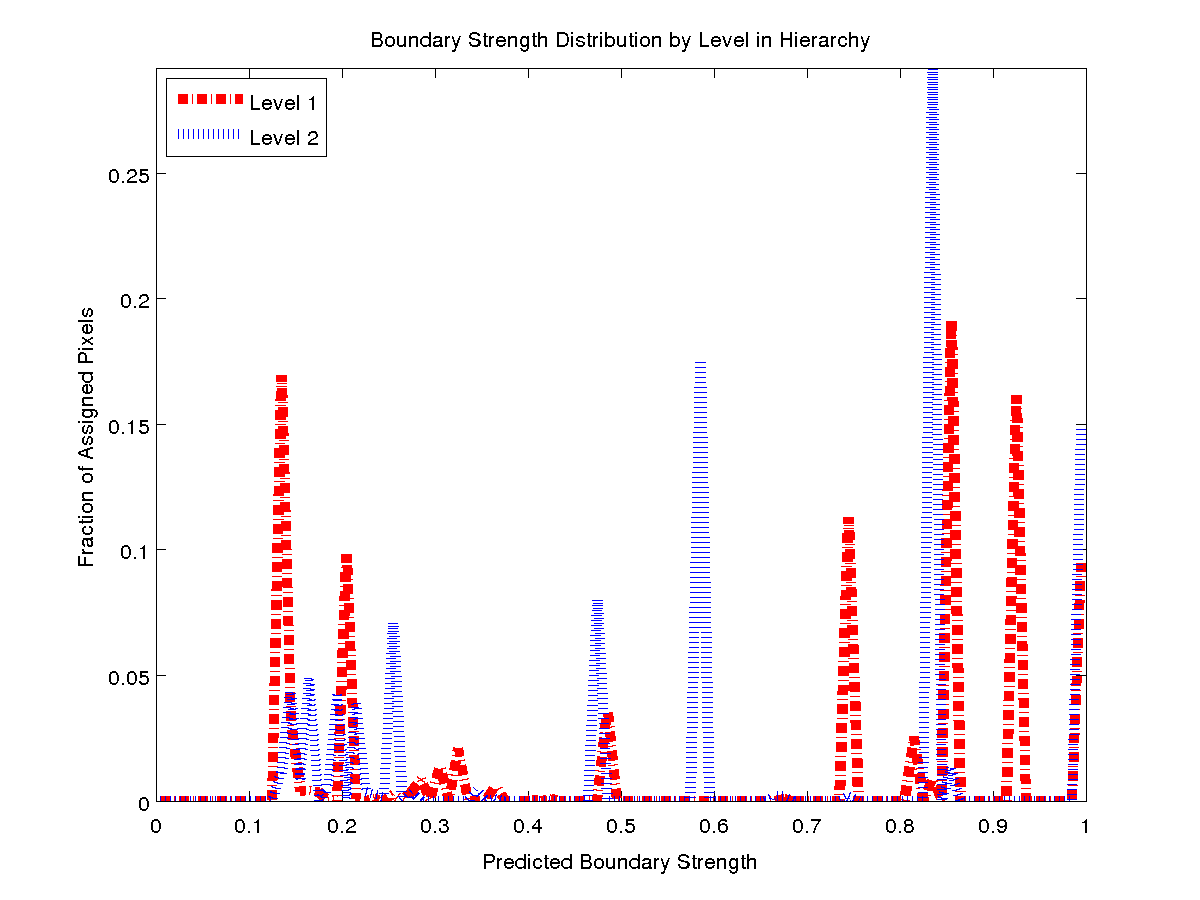 Boundary Strength Distribution by Level in Hierarchy
Level 1
Level 2
0.25
0.2
0.15
0.1
0.05
0
Fraction of Assigned Pixels
0 0.1 0.2 0.3 0.4 0.5 0.6 0.7 0.8 0.9 1
Predicted Boundary Strength